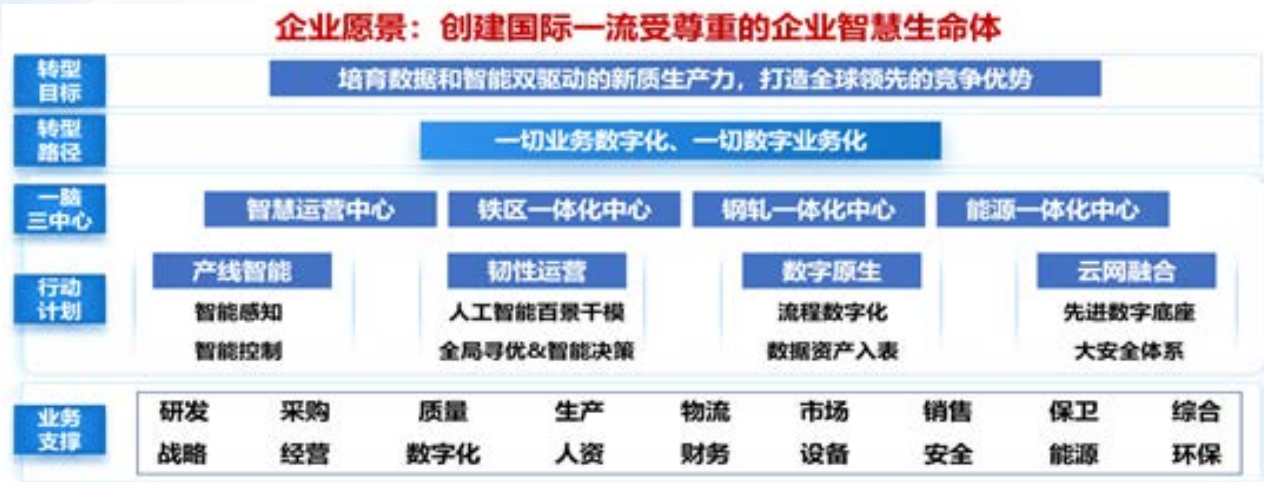 企业愿景：创建国际一流受尊重的企业智慧生命体
转型
目标
培育数据和智能双驱动的新质生产力，打造全球领先的竞争优势
转型
路径
一切业务数字化、一切数字业务化
一脑
三中心
智慧运营中心 铁区一体化中心 钢轧一体化中心 能源一体化中心
行动
计划
产线智能 韧性运营 数字原生 云网融合
智能感知 人工智能百景千模 流程数字化 先进数字底座
智能控制 全局寻优&智能决策 数据资产入表 大安全体系
业务
支撑
研发 采购 质量 生产 物流 市场 销售 保卫 综合
战略 经营 数字化 人资 财务 设备 安全 能源 环保